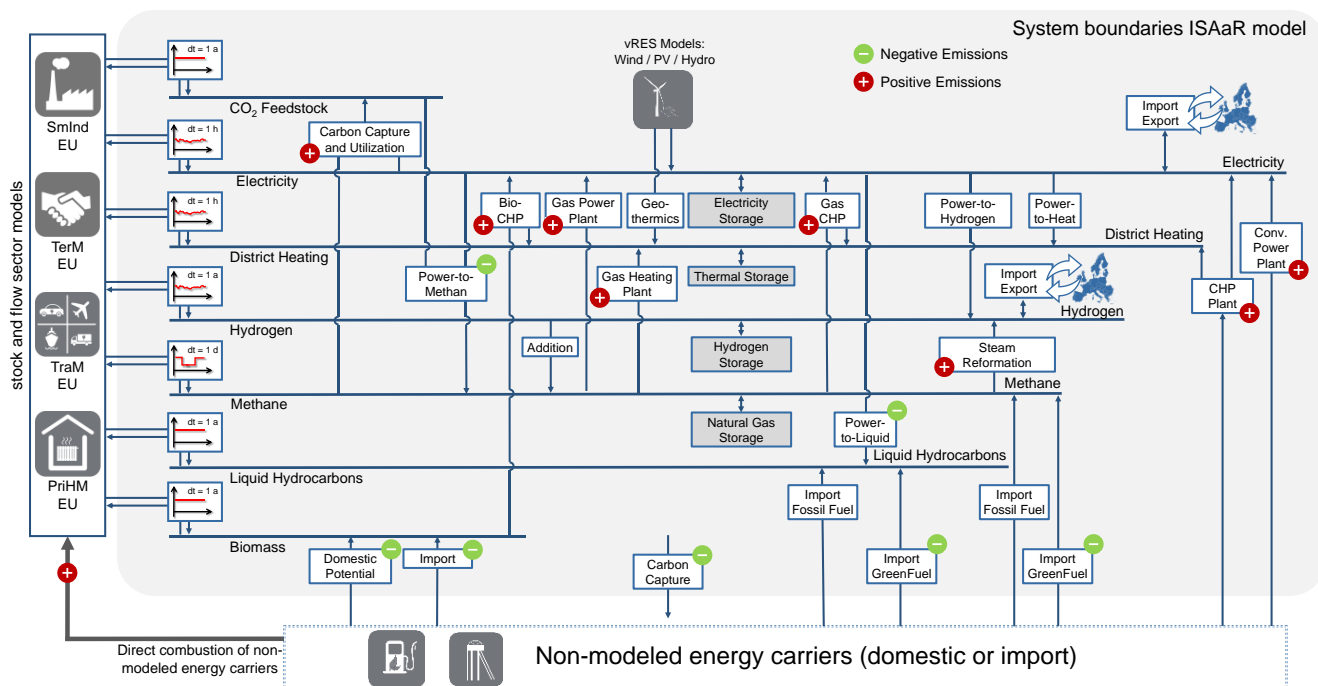 System boundaries ISAaR model
stock and flow sector models
SmInd
EU
TerM
EU
TraM
EU
PriHM
EU
dt = 1 a
dt = 1 h
dt = 1 h
dt = 1 a
dt = 1 d
dt = 1 a
dt = 1 a
vRES Models:
Wind / PV / Hydro
− Negative Emissions
+ Positive Emissions
Import
Export
CO2 Feedstock
Carbon Capture
and Utilization
+
Electricity
Electricity
Bio-
CHP
+
Gas Power
Plant
+
Geo-
thermics
Electricity
Storage
Gas
CHP
+
Power-to-
Hydrogen
Power-
to-Heat
District Heating
District Heating
Conv.
Power
Plant
+
Power-to-
Methan
−
Gas Heating
Plant
+
Thermal Storage
Import
Export
CHP
Plant
+
Hydrogen
Hydrogen
Addition
Hydrogen
Storage
Steam
Reformation
+
Methane
Methane
Natural Gas
Storage
Power-
to-Liquid
−
Liquid Hydrocarbons
Liquid Hydrocarbons
Import
Fossil Fuel
Import
Fossil Fuel
Biomass
Domestic
Potential
−
Import
−
Carbon
Capture
−
Import
GreenFuel
−
Import
GreenFuel
−
+
Direct combustion of non-
modeled energy carriers
Non-modeled energy carriers (domestic or import)